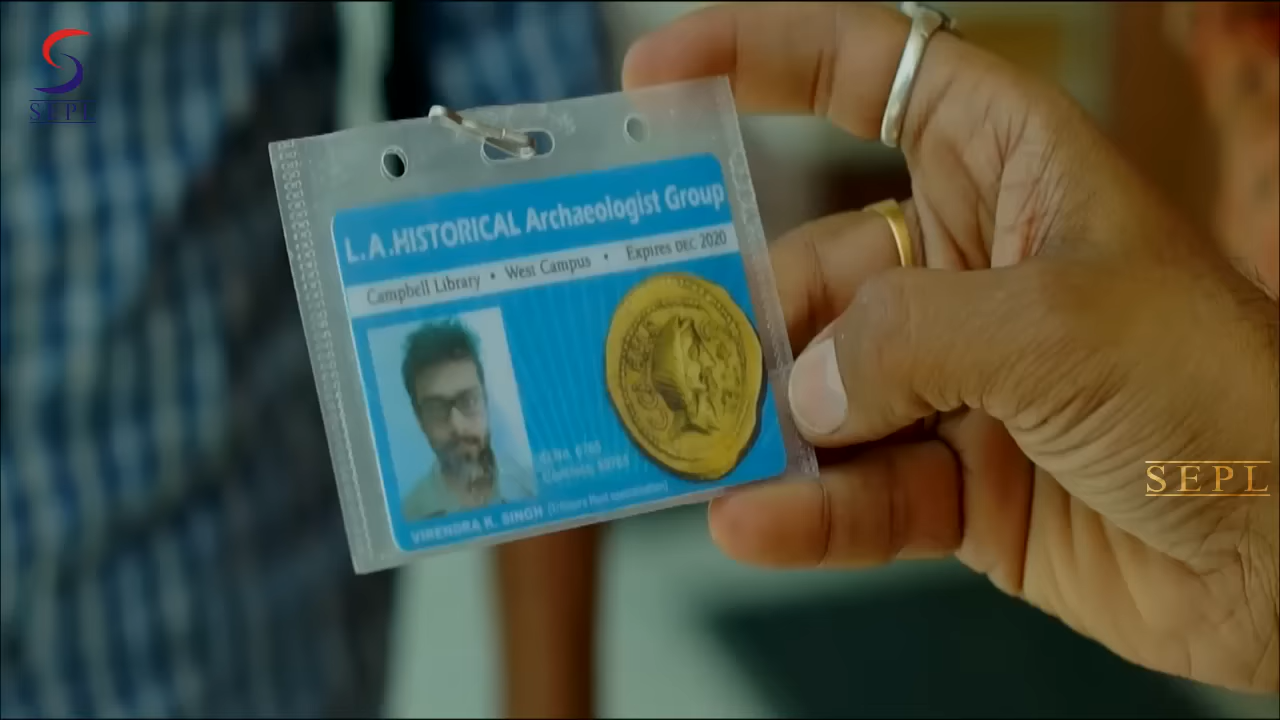 SEPL
L.A.HISTORICAL Archaeologist Group
Campbell Library • West Campus • Expires DEC 2020
VIRENDRA K. SINGH
SEPL